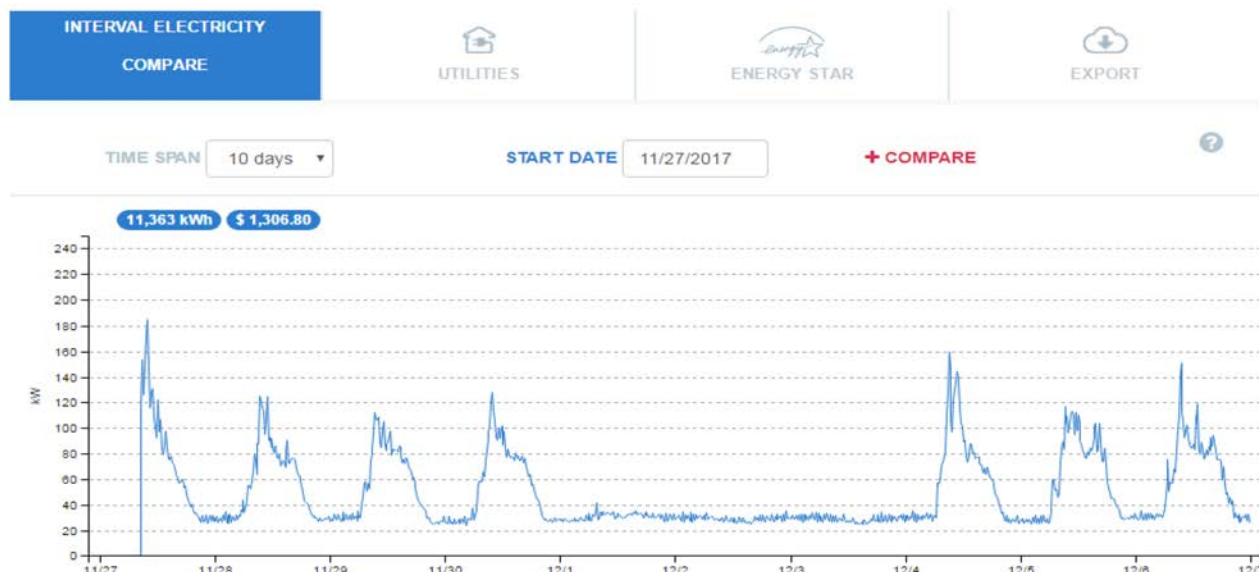 INTERVAL ELECTRICITY
COMPARE
UTILITIES
energy
ENERGY STAR
EXPORT
TIME SPAN 10 days START DATE 11/27/2017 + COMPARE ?
11,363 kWh $ 1,306.80
240
220
200
180
160
140
120
100
80
60
40
20
0
kW
11/27 11/28 11/29 11/30 12/1 12/2 12/3 12/4 12/5 12/6